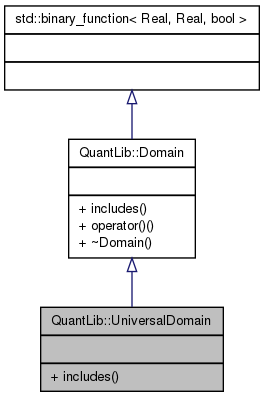 std::binary_function< Real, Real, bool >
QuantLib::Domain
+ includes()
+ operator()()
+ ~Domain()
QuantLib::UniversalDomain
+ includes()